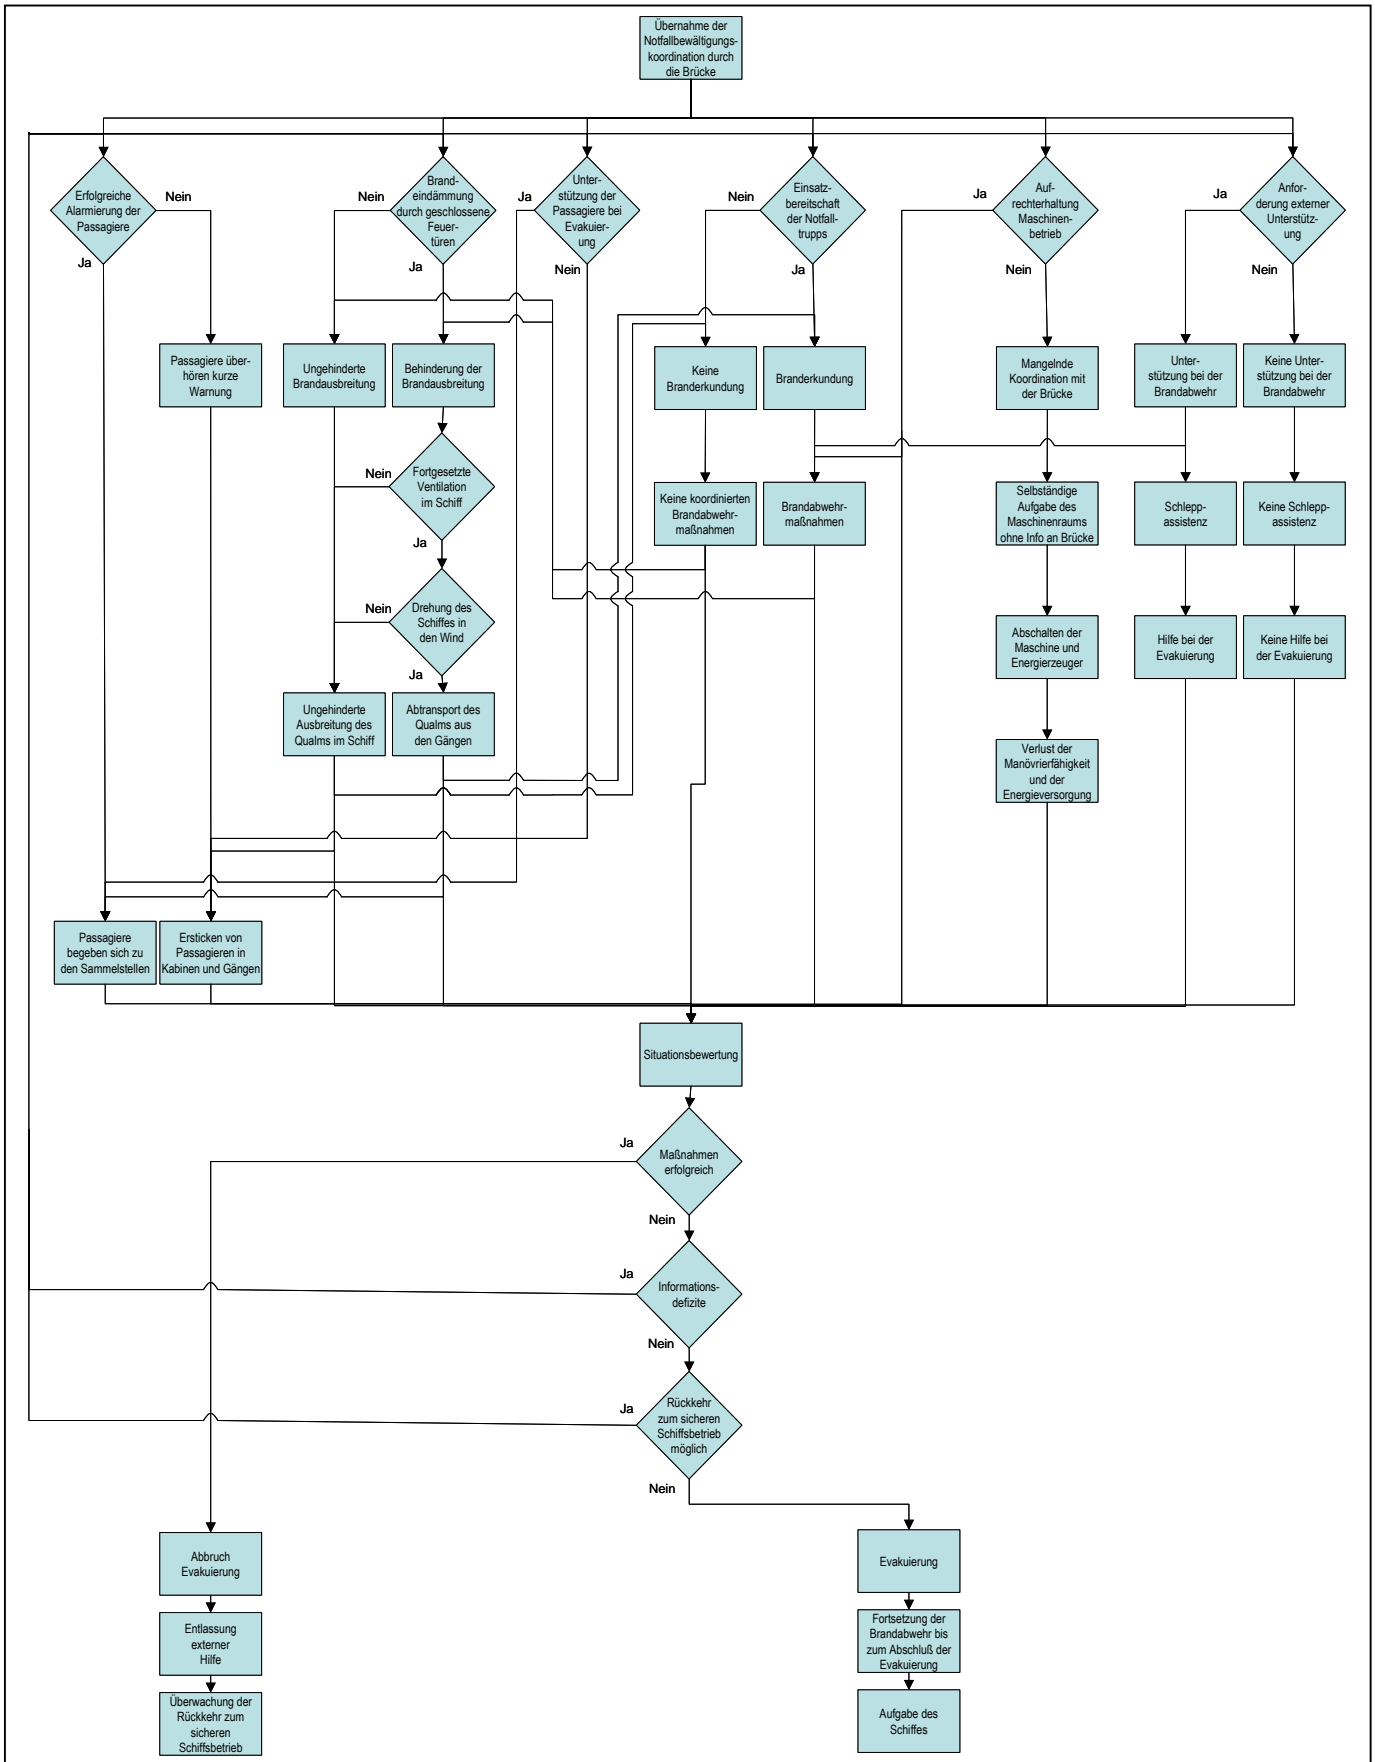 Übernahme der
Notfallbewältigungs-
koordination durch
die Brücke
Erfolgreiche
Alarmierung der
Passagiere
Nein
Ja
Brand-
eindämmung
durch geschlossene
Feuer-
türen
Nein
Ja
Unter-
stützung der
Passagiere bei
Evakuier-
ung
Ja
Nein
Einsatz-
bereitschaft
der Notfall-
trupps
Nein
Ja
Auf-
rechterhaltung
Maschinen-
betrieb
Ja
Nein
Anfor-
derung externer
Unterstütz-
ung
Ja
Nein
Passagiere über-
hören kurze
Warnung
Ungehinderte
Brandausbreitung
Behinderung der
Brandausbreitung
Keine
Branderkundung
Branderkundung
Mangelnde
Koordination mit
der Brücke
Unter-
stützung bei der
Brandabwehr
Keine Unter-
stützung bei der
Brandabwehr
Fortgesetzte
Ventilation
im Schiff
Nein
Ja
Keine koordinierten
Brandabwehr-
maßnahmen
Brandabwehr-
maßnahmen
Selbständige
Aufgabe des
Maschinenraums
ohne Info an Brücke
Schlepp-
assistenz
Keine Schlepp-
assistenz
Drehung des
Schiffes in
den Wind
Nein
Ja
Abschalten der
Maschine und
Energierzeuger
Hilfe bei der
Evakuierung
Keine Hilfe bei
der Evakuierung
Ungehinderte
Ausbreitung des
Qualms im Schiff
Abtransport des
Qualms aus
den Gängen
Verlust der
Manövrierfähigkeit
und der
Energieversorgung
Passagiere
begeben sich zu
den Sammelstellen
Ersticken von
Passagieren in
Kabinen und Gängen
Situationsbewertung
Maßnahmen
erfolgreich
Ja
Nein
Informations-
defizite
Ja
Nein
Rückkehr
zum sicheren
Schiffsbetrieb
möglich
Ja
Nein
Abbruch
Evakuierung
Entlassung
externer
Hilfe
Überwachung der
Rückkehr zum
sicheren
Schiffsbetrieb
Evakuierung
Fortsetzung der
Brandabwehr bis
zum Abschluß der
Evakuierung
Aufgabe des
Schiffes